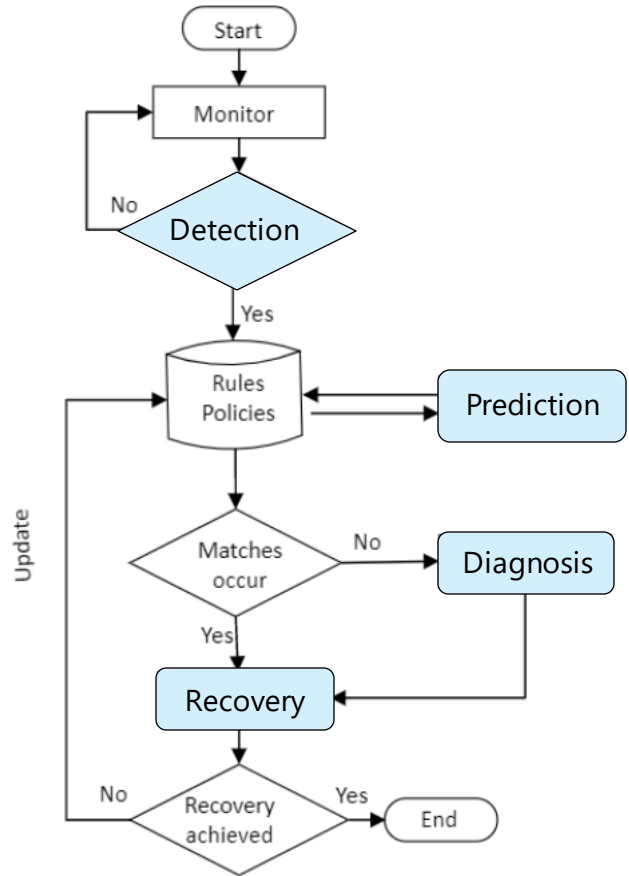 Start
Monitor
No
Detection
Yes
Rules
Policies
Prediction
Update
Matches
occur
No
Diagnosis
Yes
Recovery
No
Recovery
achieved
Yes
End